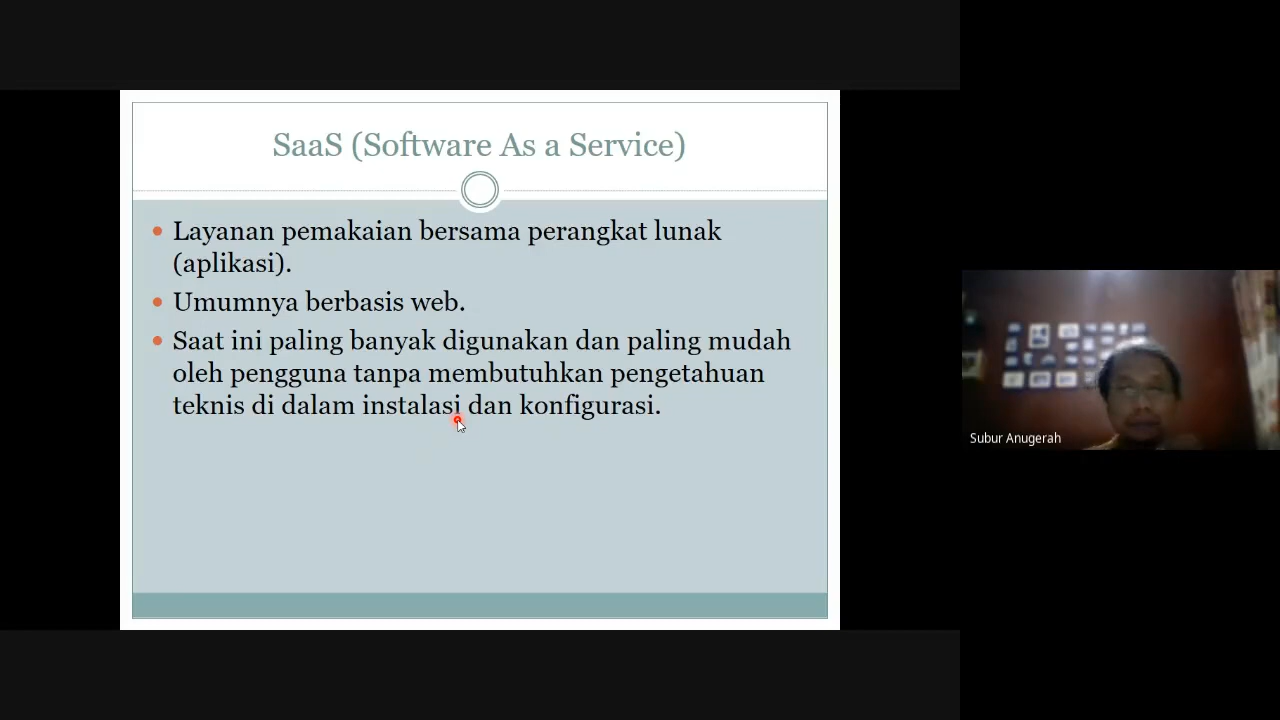 SaaS (Software As a Service)
Layanan pemakaian bersama perangkat lunak
(aplikasi).
Umumnya berbasis web.
Saat ini paling banyak digunakan dan paling mudah
oleh pengguna tanpa membutuhkan pengetahuan
teknis di dalam instalasi dan konfigurasi.
Subur Anugerah